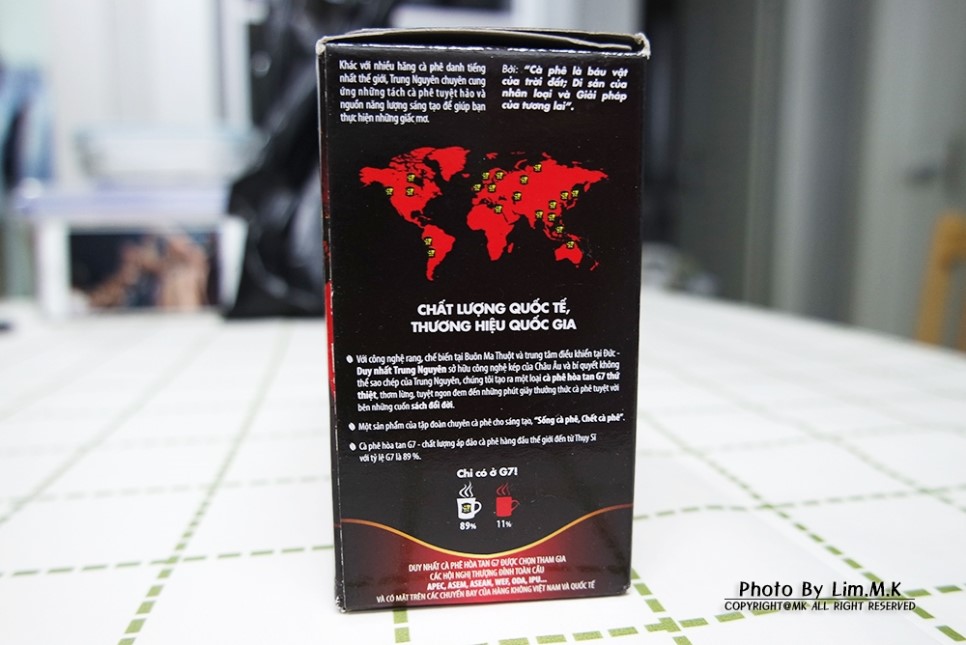 Khác với nhiều hãng cà phê danh tiếng
nhất thế giới, Trung Nguyên chuyên cung
ứng những tách cà phê tuyệt hảo và
nguồn năng lượng sáng tạo để giúp bạn
thực hiện những giấc mơ.
Bởi: "Cà phê là báu vật
của trời đất; Di sản của
nhân loại và Giải pháp
của tương lai".
CHẤT LƯỢNG QUỐC TẾ,
THƯƠNG HIỆU QUỐC GIA
Với công nghệ rang, chế biến tại Buôn Ma Thuột và trung tâm điều khiển tại Đức -
Duy nhất Trung Nguyên sở hữu công nghệ kép của Châu Âu và bí quyết không
thể sao chép của Trung Nguyên, chúng tôi tạo ra một loại cà phê hòa tan G7 thứ
thiệt, thơm lừng, tuyệt ngon đem đến những phút giây thưởng thức cà phê tuyệt vời
bên những cuốn sách đổi đời.
Một sản phẩm của tập đoàn chuyên cà phê cho sáng tạo, "Sống cà phê, Chết cà phê".
Cà phê hòa tan G7 - chất lượng áp đảo cà phê hàng đầu thế giới đến từ Thụy Sĩ
với tỷ lệ G7 là 89 %.
Chỉ có ở G7!
89% 11%
DUY NHẤT CÀ PHÊ HÒA TAN G7 ĐƯỢC CHỌN THAM GIA
CÁC HỘI NGHỊ THƯỢNG ĐỈNH TOÀN CẦU
APEC, ASEM, ASEAN, WEF, ODA, IPU...
VÀ CÓ MẶT TRÊN CÁC CHUYẾN BAY CỦA HÀNG KHÔNG VIỆT NAM VÀ QUỐC TẾ
Photo By Lim.M.K
COPYRIGHT@MK ALL RIGHT RESERVED